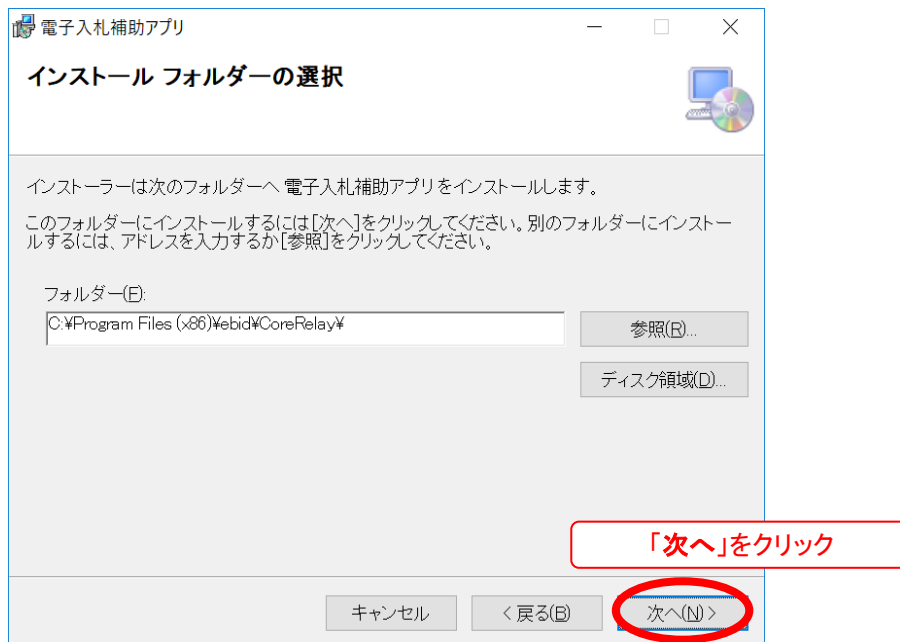 電子入札補助アプリ
インストール フォルダーの選択
インストーラーは次のフォルダーへ 電子入札補助アプリをインストールします。
このフォルダーにインストールするには[次へ]をクリックしてください。別のフォルダーにインストー
ルするには、アドレスを入力するか[参照]をクリックしてください。
フォルダー(F):
C:¥Program Files (x86)¥ebid¥CoreRelay¥
参照(R)...
ディスク領域(D)...
「次へ」をクリック
キャンセル
< 戻る(B)
次へ(N) >